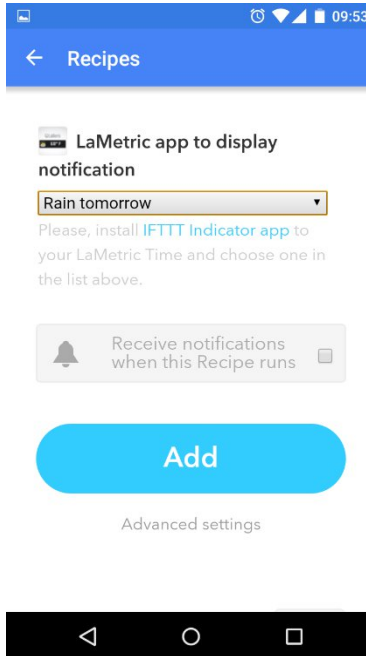 09:53
Recipes
LaMetric app to display
notification
Rain tomorrow
Please, install IFTTT Indicator app to
your LaMetric Time and choose one in
the list above.
Receive notifications
when this Recipe runs
Add
Advanced settings